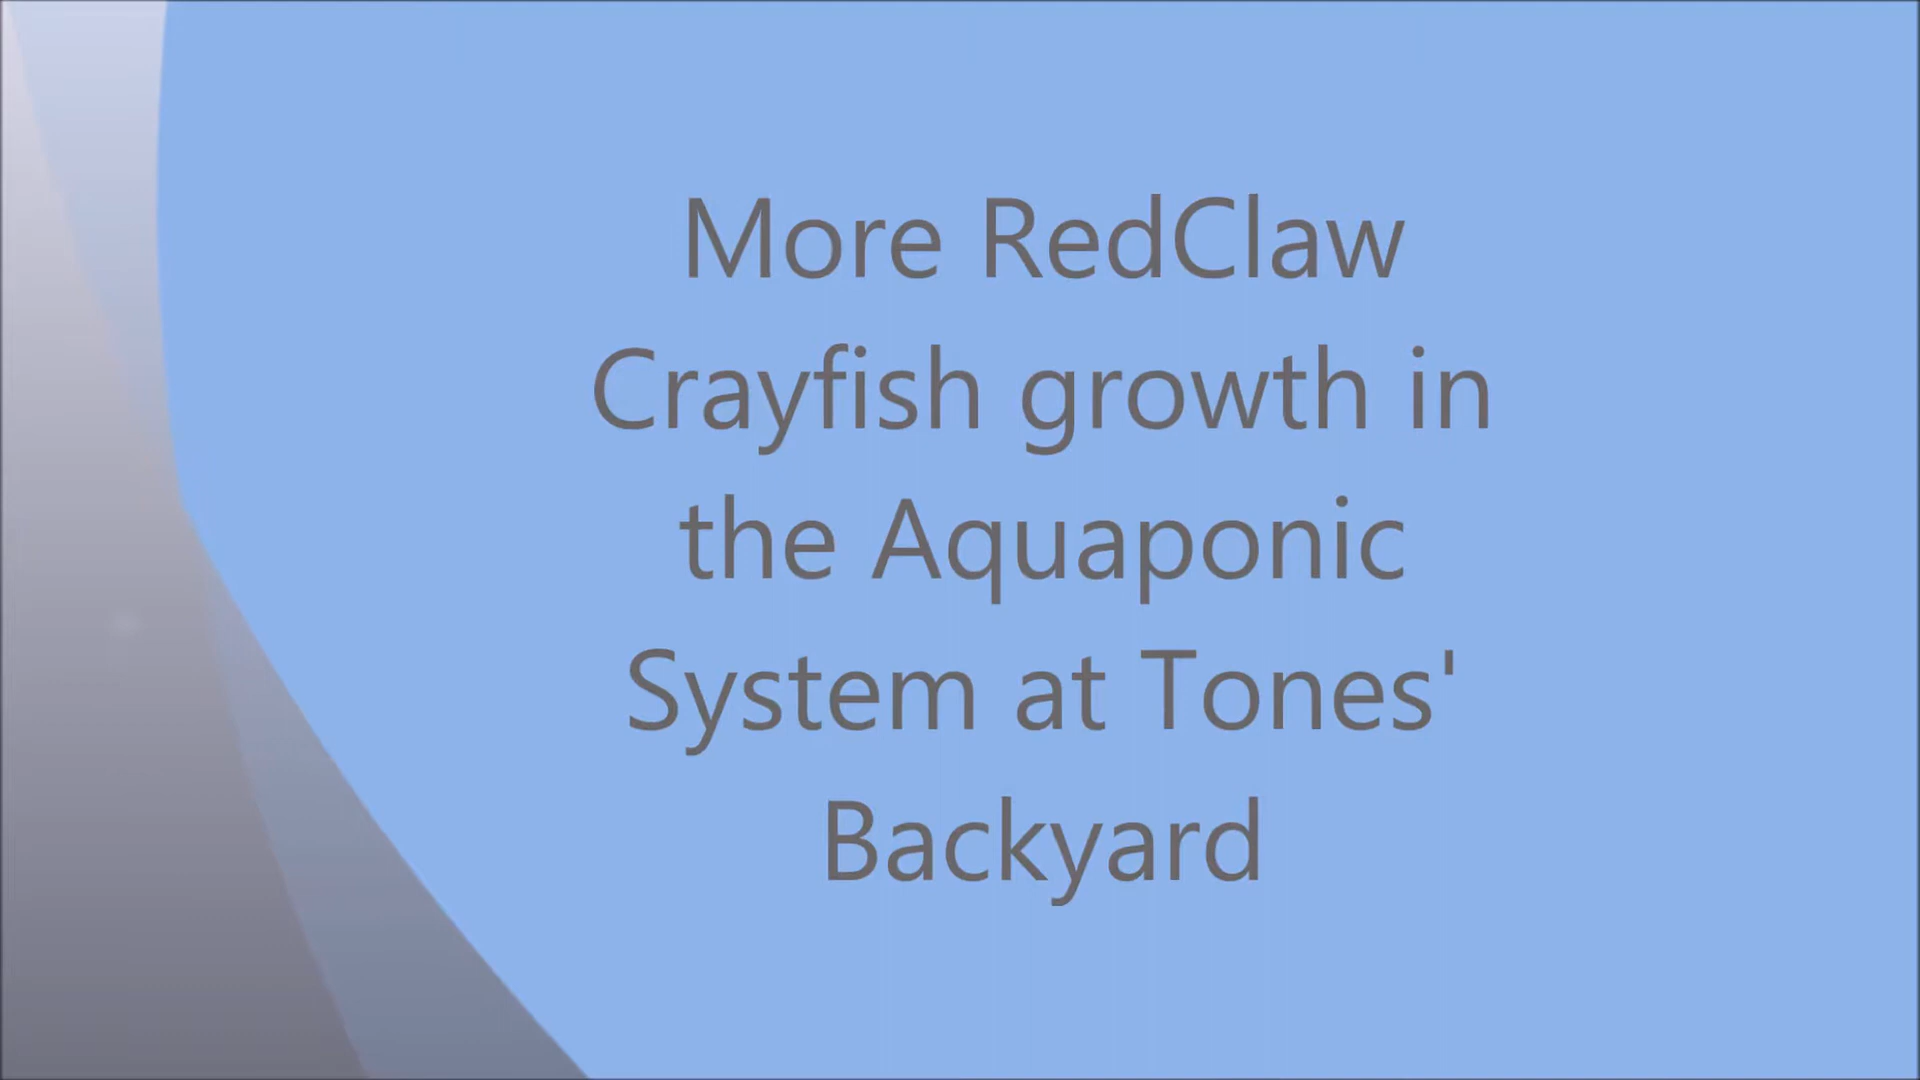 More RedClaw
Crayfish growth in
the Aquaponic
System at Tones'
Backyard